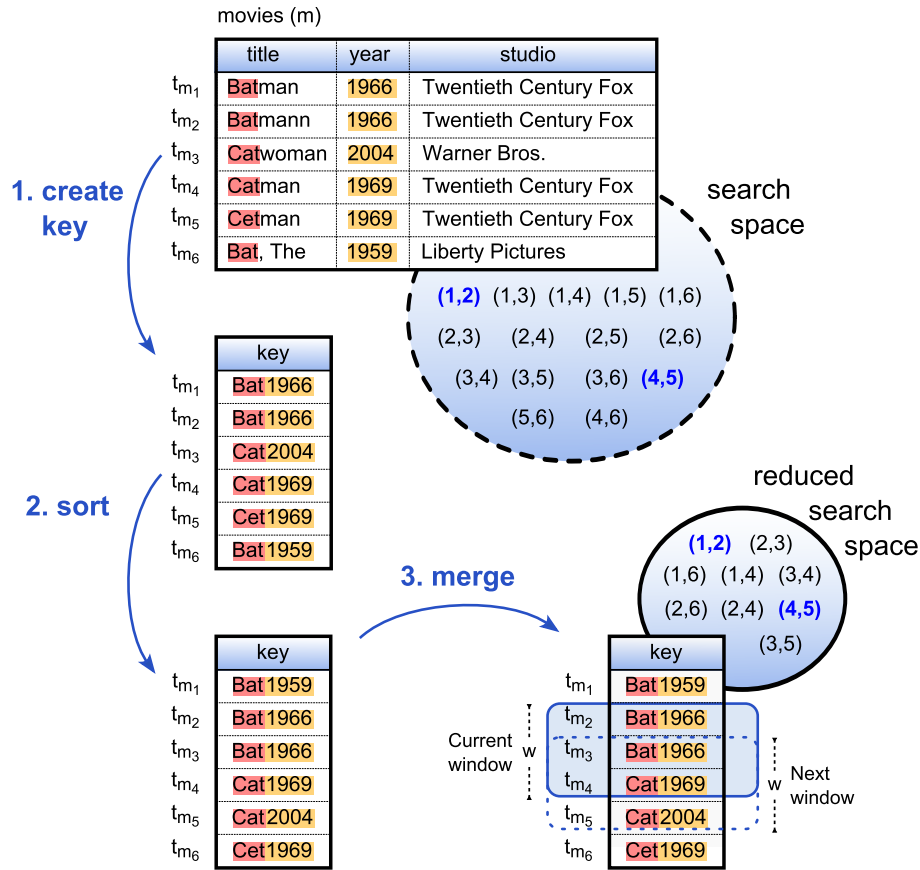 movies (m)
title year studio
tm1 Batman 1966 Twentieth Century Fox
tm2 Batmann 1966 Twentieth Century Fox
tm3 Catwoman 2004 Warner Bros.
tm4 Catman 1969 Twentieth Century Fox
tm5 Cetman 1969 Twentieth Century Fox
tm6 Bat, The 1959 Liberty Pictures
1. create
key
search
space
(1,2) (1,3) (1,4) (1,5) (1,6)
(2,3) (2,4) (2,5) (2,6)
(3,4) (3,5) (3,6) (4,5)
(5,6) (4,6)
key
tm1 Bat1966
tm2 Bat1966
tm3 Cat2004
tm4 Cat1969
tm5 Cet1969
tm6 Bat1959
2. sort
3. merge
reduced
search
space
(1,2) (2,3)
(1,6) (1,4) (3,4)
(2,6) (2,4) (4,5)
(3,5)
key
tm1 Bat1959
tm2 Bat1966
tm3 Bat1966
tm4 Cat1969
tm5 Cat2004
tm6 Cet1969
key
tm1 Bat1959
tm2 Bat1966
tm3 Bat1966
tm4 Cat1969
tm5 Cat2004
tm6 Cet1969
Current
window
w
w
Next
window